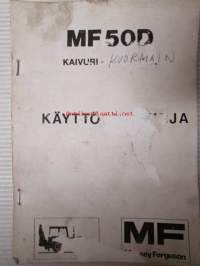 MF 50D
KAIVURI - KUORMAIN
KÄYTTÖ JA
MF
Massey Ferguson